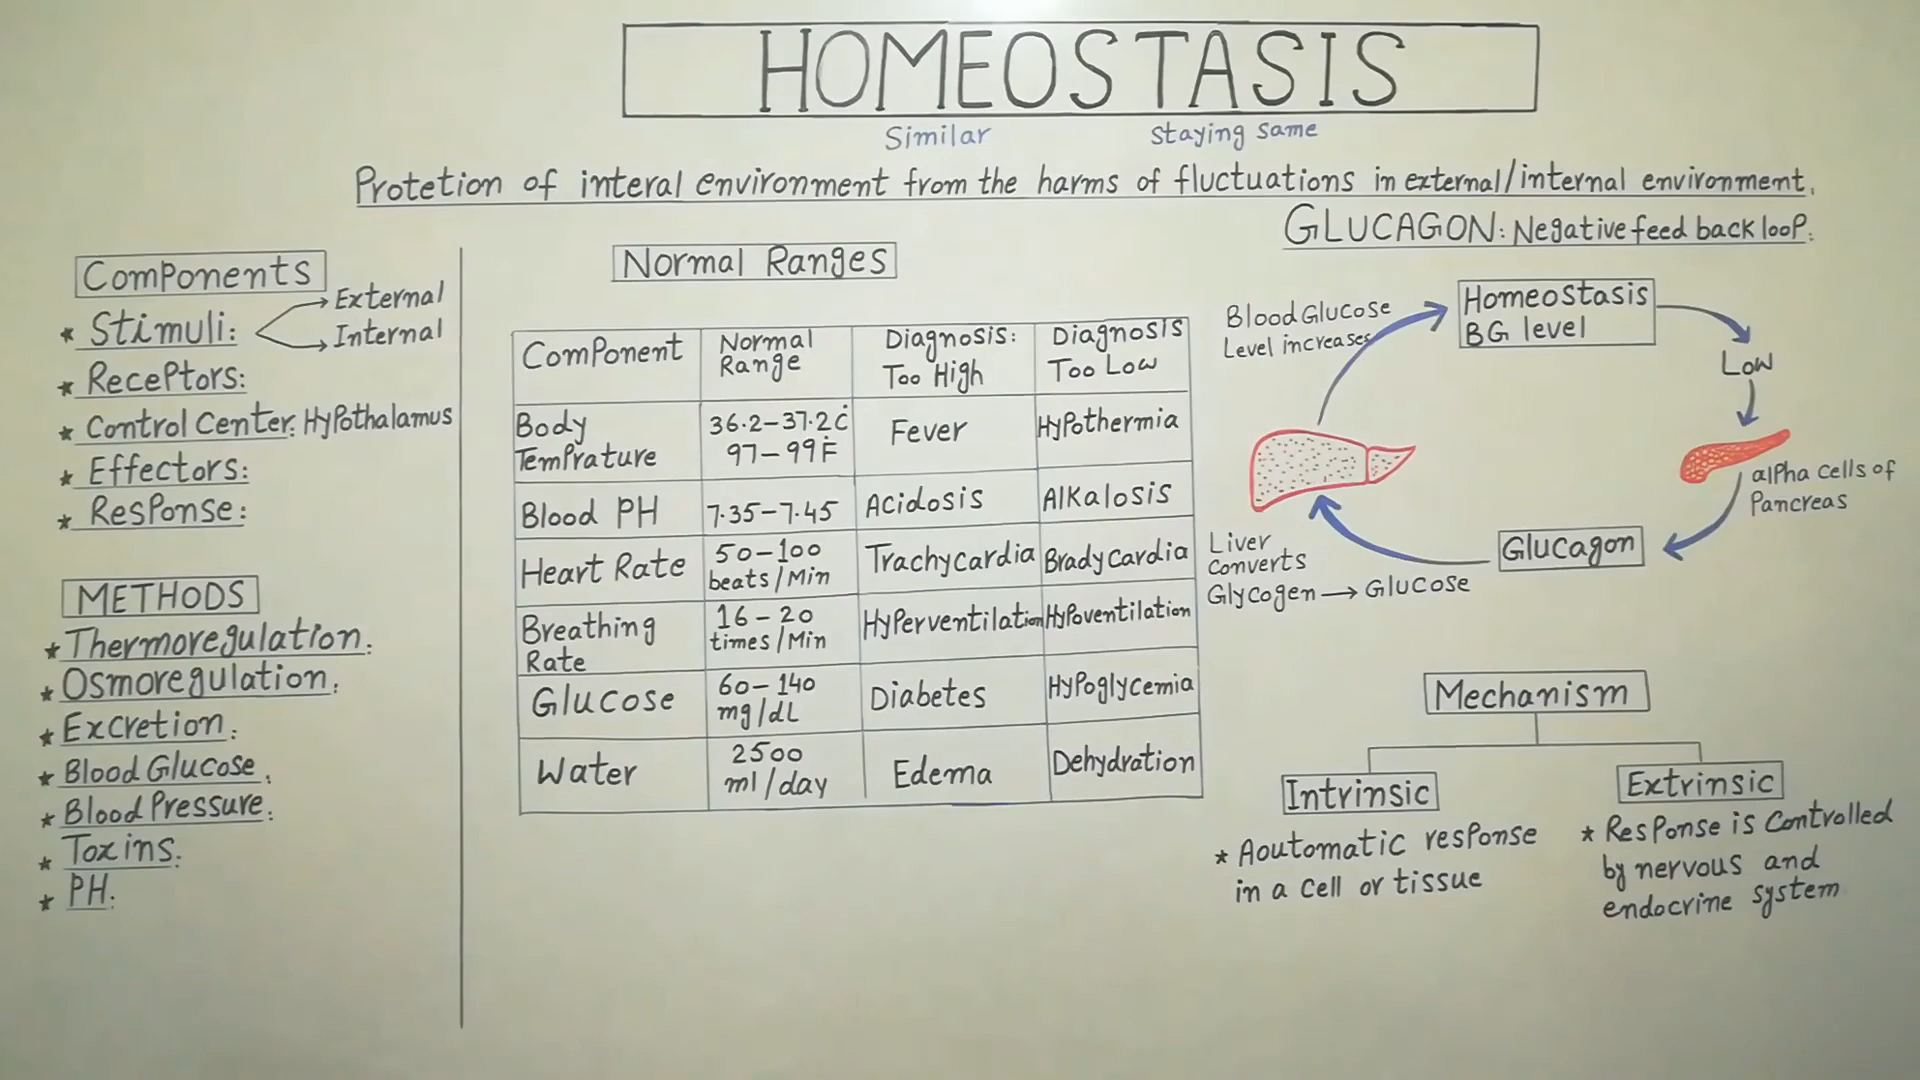 HOMEOSTASIS
Similar
Staying same
Protetion of interal environment from the harms of fluctuations in external/internal environment.
Components
* Stimuli:
External
Internal
* Receptors:
* Control Center: Hypothalamus
* Effectors:
* Response:
METHODS
* Thermoregulation.
* Osmoregulation.
* Excretion.
* Blood Glucose.
* Blood Pressure.
* Toxins.
* PH.
Normal Ranges
Component
Normal
Range
Diagnosis:
Too High
Diagnosis
Too Low
Body
Temprature
36.2-37.2C
97-99F
Fever
Hypothermia
Blood PH
7.35-7.45
Acidosis
Alkalosis
Heart Rate
50-100
beats/Min
Trachycardia
Bradycardia
Breathing
Rate
16-20
times/Min
Hyperventilation
Hypoventilation
Glucose
60-140
mg/dL
Diabetes
Hypoglycemia
Water
2500
ml/day
Edema
Dehydration
GLUCAGON: Negative feed back loop.
Homeostasis
BG level
Low
alpha cells of
Pancreas
Glucagon
Liver
converts
Glycogen → Glucose
Blood Glucose
Level increases
Mechanism
Intrinsic
* Aoutomatic response
in a cell or tissue
Extrinsic
* Response is controlled
by nervous and
endocrine system